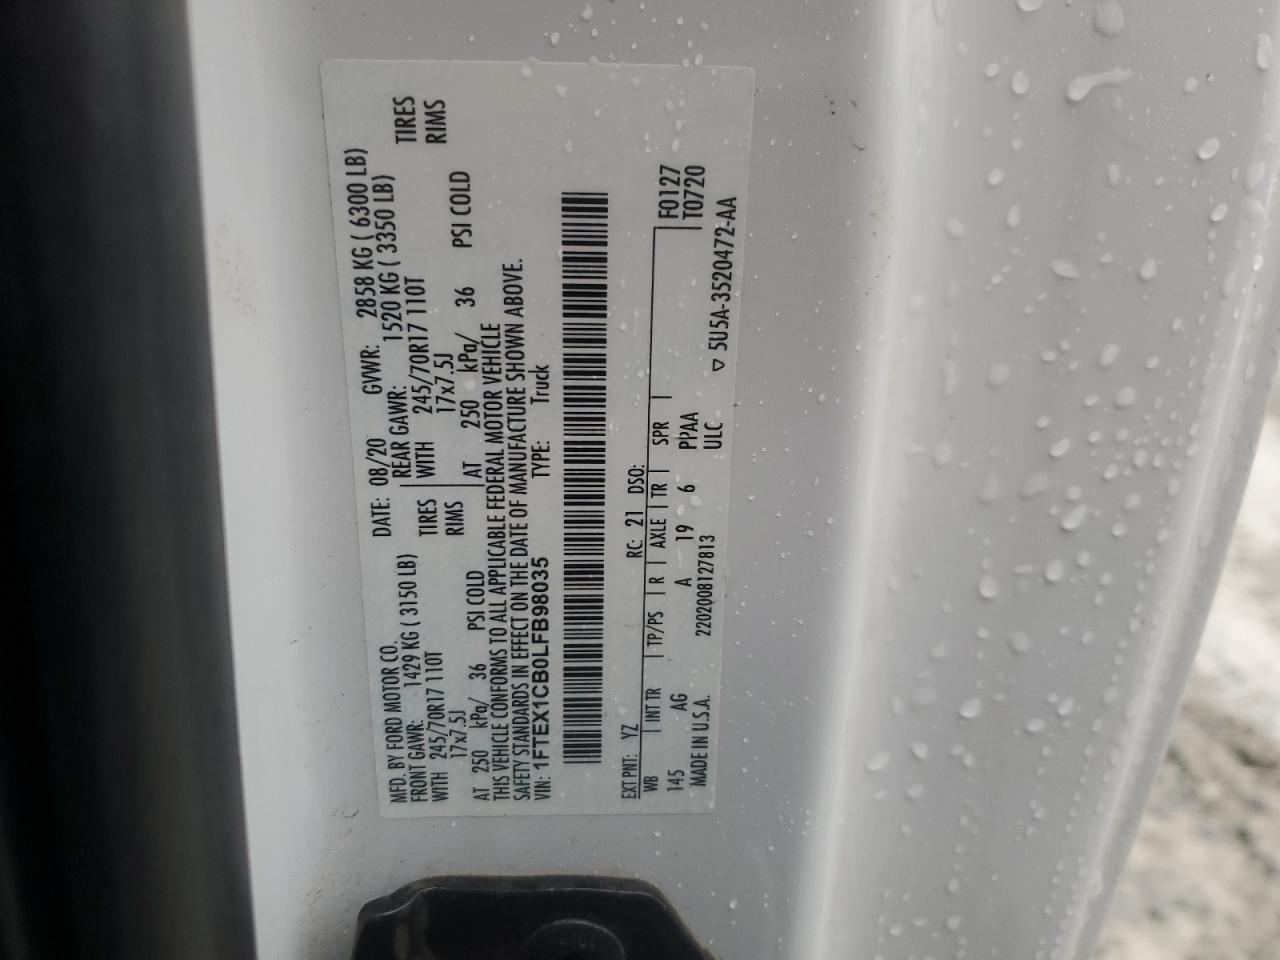 MFD. BY FORD MOTOR CO. DATE: 08/20 GVWR: 2858 KG ( 6300 LB)
FRONT GAWR: 1429 KG ( 3150 LB) REAR GAWR: 1520 KG ( 3350 LB)
WITH 245/70R17 110T TIRES WITH 245/70R17 110T TIRES
17x7.5J RIMS 17x7.5J RIMS
AT 250 kPa/ 36 PSI COLD AT 250 kPa/ 36 PSI COLD
THIS VEHICLE CONFORMS TO ALL APPLICABLE FEDERAL MOTOR VEHICLE
SAFETY STANDARDS IN EFFECT ON THE DATE OF MANUFACTURE SHOWN ABOVE.
VIN: 1FTEX1CB0LFB98035 TYPE: Truck
EXT PNT: YZ RC: 21 DSO: F0127
WB INT TR TP/PS R AXLE TR SPR T0720
145 AG A 19 6 PPAA
MADE IN U.S.A. 2202008127813 ULC ▽ 5U5A-3520472-AA